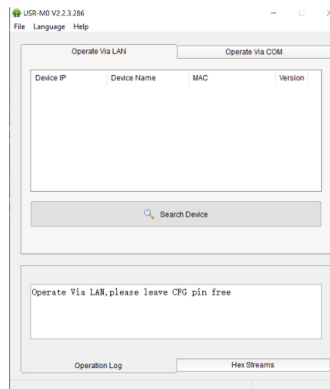 USR-M0 V2.2.3.286
File Language Help
Operate Via LAN Operate Via COM
Device IP Device Name MAC Version
Search Device
Operate Via LAN,please leave CFG pin free
Operation Log Hex Streams